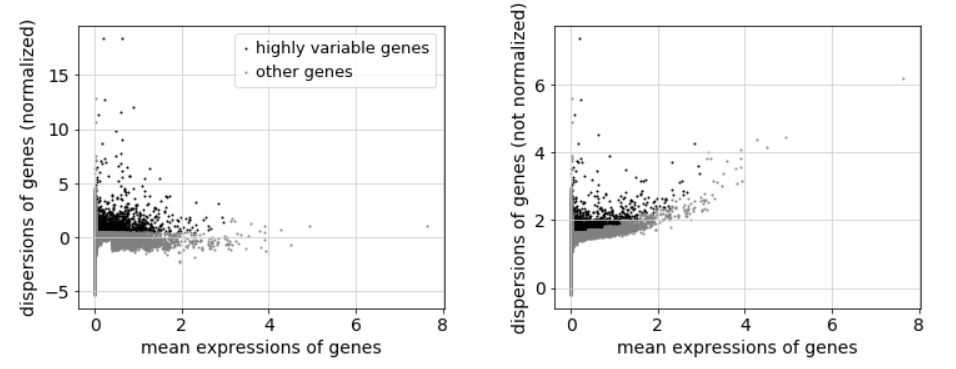 dispersions of genes (normalized)
15
10
5
0
−5
highly variable genes
other genes
0 2 4 6 8
mean expressions of genes
dispersions of genes (not normalized)
6
4
2
0
0 2 4 6 8
mean expressions of genes